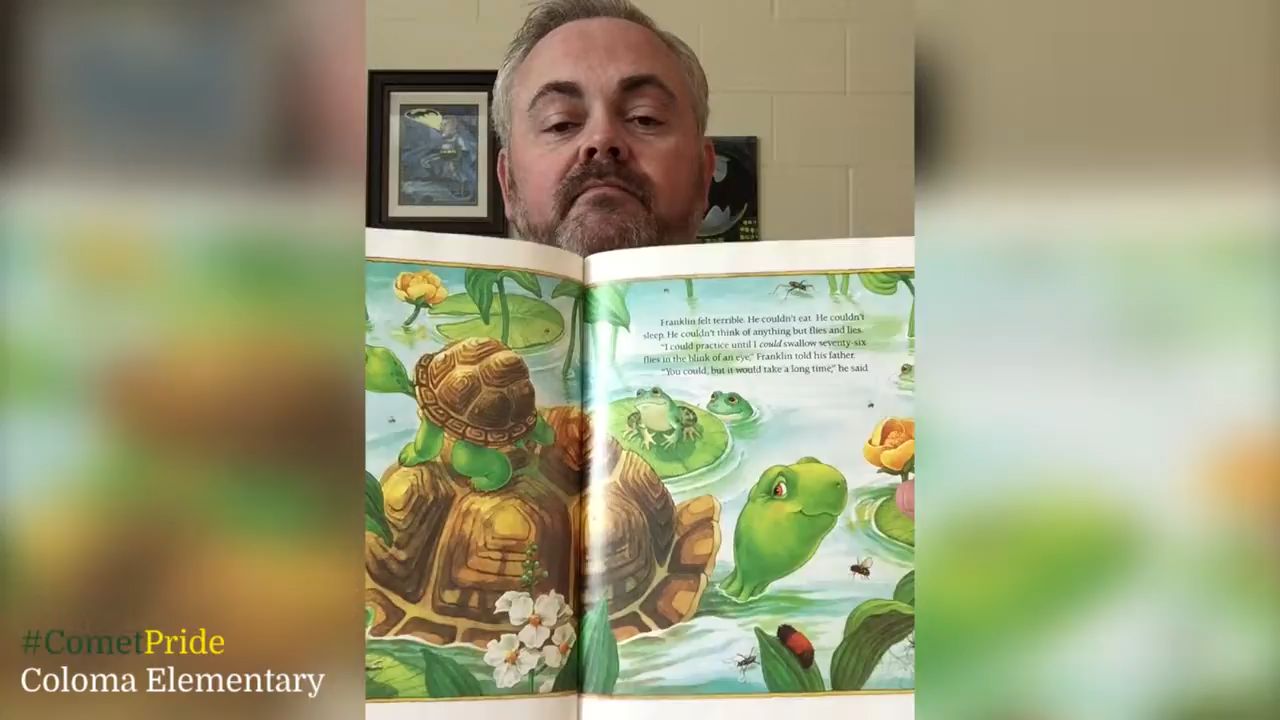 Franklin felt terrible. He couldn't eat. He couldn't
sleep. He couldn't think of anything but flies and lies.
"I could practice until I could swallow seventy-six
flies in the blink of an eye," Franklin told his father.
"You could, but it would take a long time," he said
#CometPride
Coloma Elementary